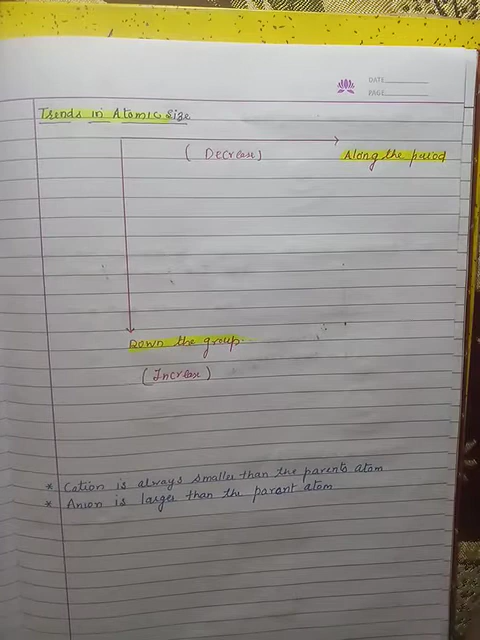 DATE
PAGE
Trends in Atomic Size
( Decrease)
Along the period
Down the group.
(Increase)
* Cation is always smaller than the parents atom
* Anion is larger than the parant atom